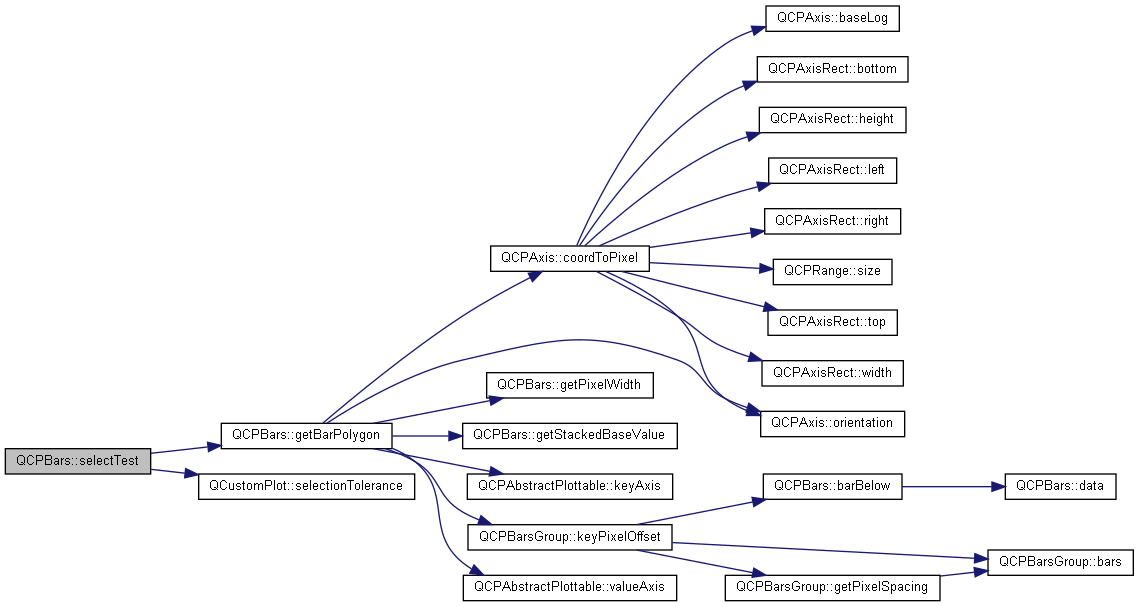 QCPAxis::baseLog
QCPAxisRect::bottom
QCPAxisRect::height
QCPAxisRect::left
QCPAxisRect::right
QCPAxis::coordToPixel
QCPRange::size
QCPAxisRect::top
QCPAxisRect::width
QCPBars::getPixelWidth
QCPAxis::orientation
QCPBars::getBarPolygon
QCPBars::getStackedBaseValue
QCPBars::selectTest
QCustomPlot::selectionTolerance
QCPAbstractPlottable::keyAxis
QCPBars::barBelow
QCPBars::data
QCPBarsGroup::keyPixelOffset
QCPBarsGroup::bars
QCPAbstractPlottable::valueAxis
QCPBarsGroup::getPixelSpacing